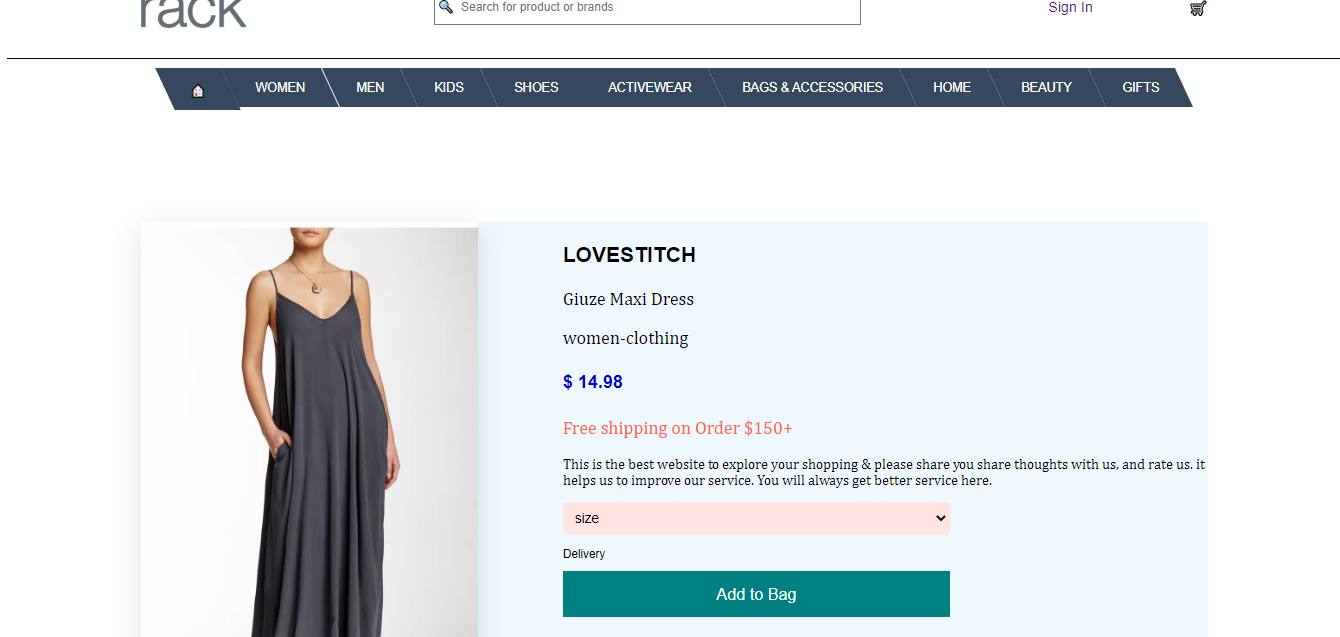 rack
Search for product or brands
Sign In
WOMEN MEN KIDS SHOES ACTIVEWEAR BAGS & ACCESSORIES HOME BEAUTY GIFTS
LOVESTITCH
Giuze Maxi Dress
women-clothing
$ 14.98
Free shipping on Order $150+
This is the best website to explore your shopping & please share you share thoughts with us, and rate us. it
helps us to improve our service. You will always get better service here.
size
Delivery
Add to Bag